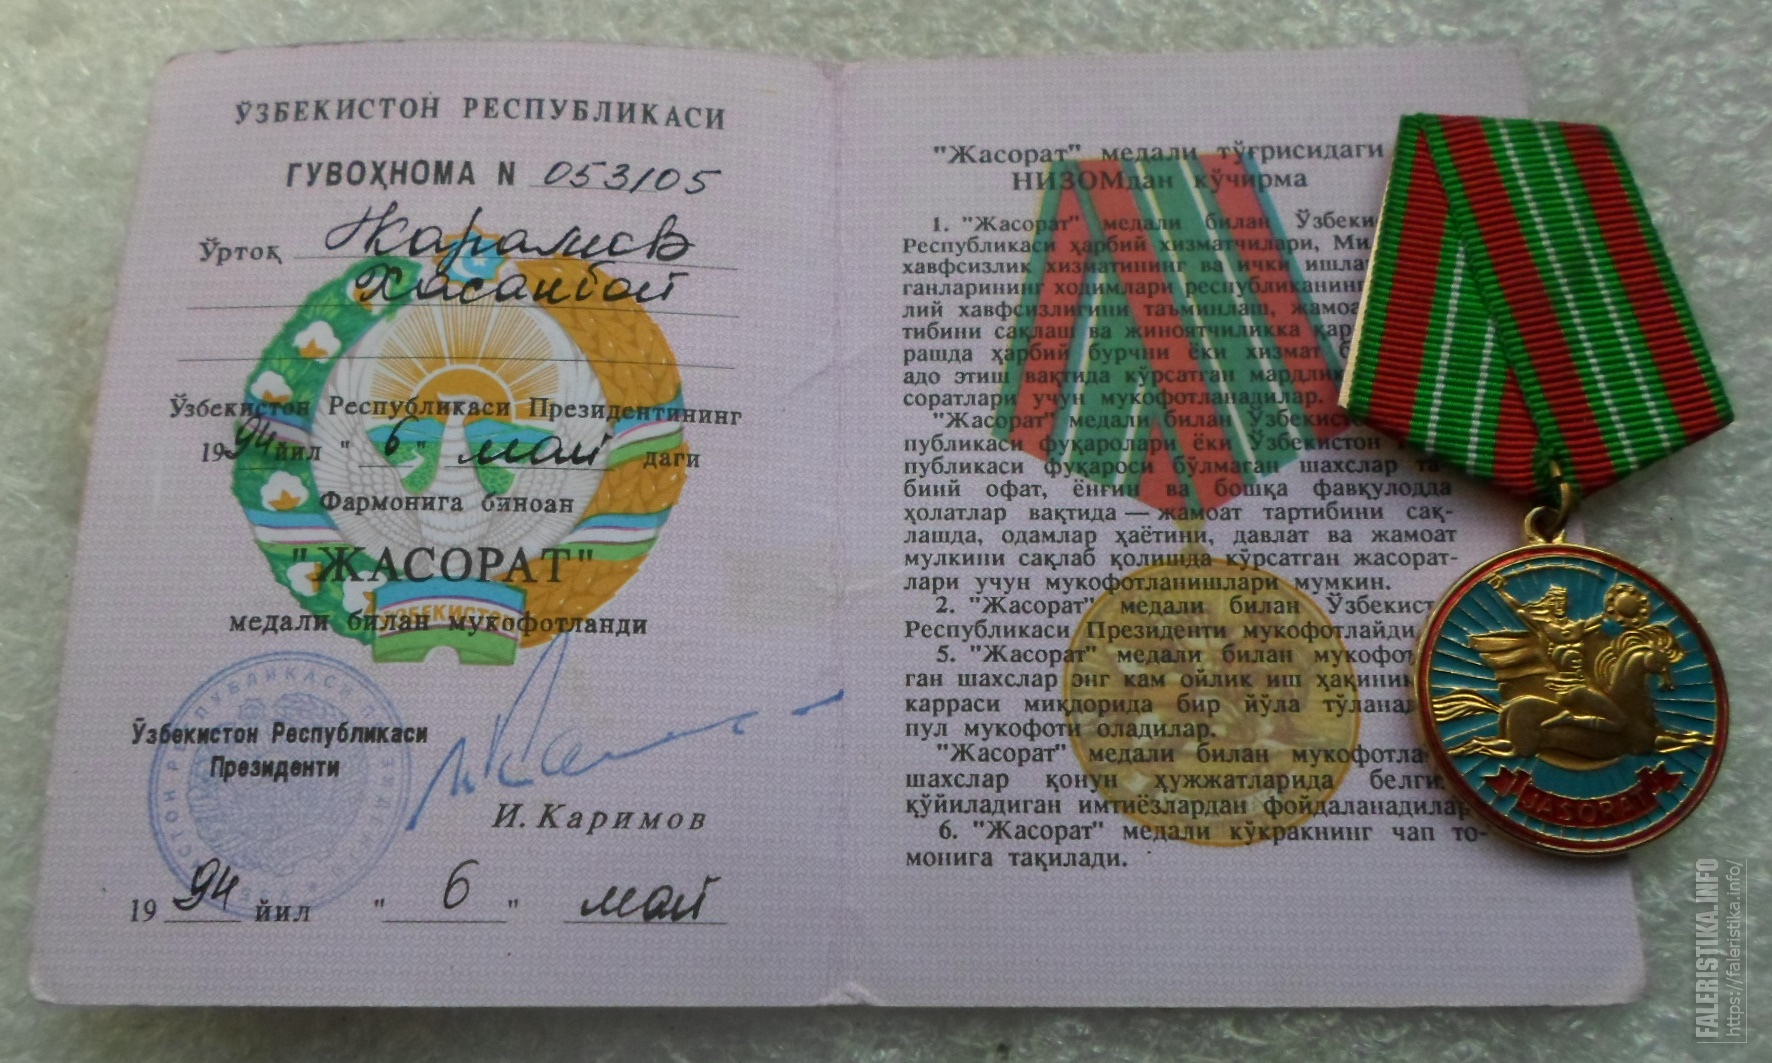 ЎЗБЕКИСТОН РЕСПУБЛИКАСИ
ГУВОҲНОМА N 053105
Ўртоқ Жаралиев
Хасанбой
Ўзбекистон Республикаси Президентининг
1994 йил "6" май даги
Фармонига биноан
"ЖАСОРАТ"
медали билан мукофотланди
Ўзбекистон Республикаси
Президенти
И. Каримов
1994 йил "6" май
"Жасорат" медали тўғрисидаги
НИЗОМдан кўчирма
1. "Жасорат" медали билан Ўзбеки
Республикаси ҳарбий хизматчилари, Ми
хавфсизлик хизматининг ва ички ишла
ганларининг ходимлари республиканинг
лий хавфсизлигини таъминлаш, жамоа
тибини сақлаш ва жиноятчиликка қар
рашда ҳарбий бурчни ёки хизмат б
адо этиш вақтида кўрсатган мардлик
соратлари учун мукофотланадилар.
"Жасорат" медали билан Ўзбекист
публикаси фуқаролари ёки Ўзбекистон
публикаси фуқароси бўлмаган шахслар та-
биий офат, ёнғин ва бошқа фавқулодда
ҳолатлар вақтида — жамоат тартибини сақ-
лашда, одамлар ҳаётини, давлат ва жамоат
мулкини сақлаб қолишда кўрсатган жасорат-
лари учун мукофотланишлари мумкин.
2. "Жасорат" медали билан Ўзбекист
Республикаси Президенти мукофотлайди
5. "Жасорат" медали билан мукофот
ган шахслар энг кам ойлик иш ҳақини
карраси миқдорида бир йўла тўлана
пул мукофоти оладилар.
"Жасорат" медали билан мукофотла
шахслар қонун ҳужжатларида белги
қўйиладиган имтиёзлардан фойдаланадилар
6. "Жасорат" медали кўкракнинг чап то-
монига тақилади.
JASORAT
FALERISTIKA.INFO
https://faleristika.info/